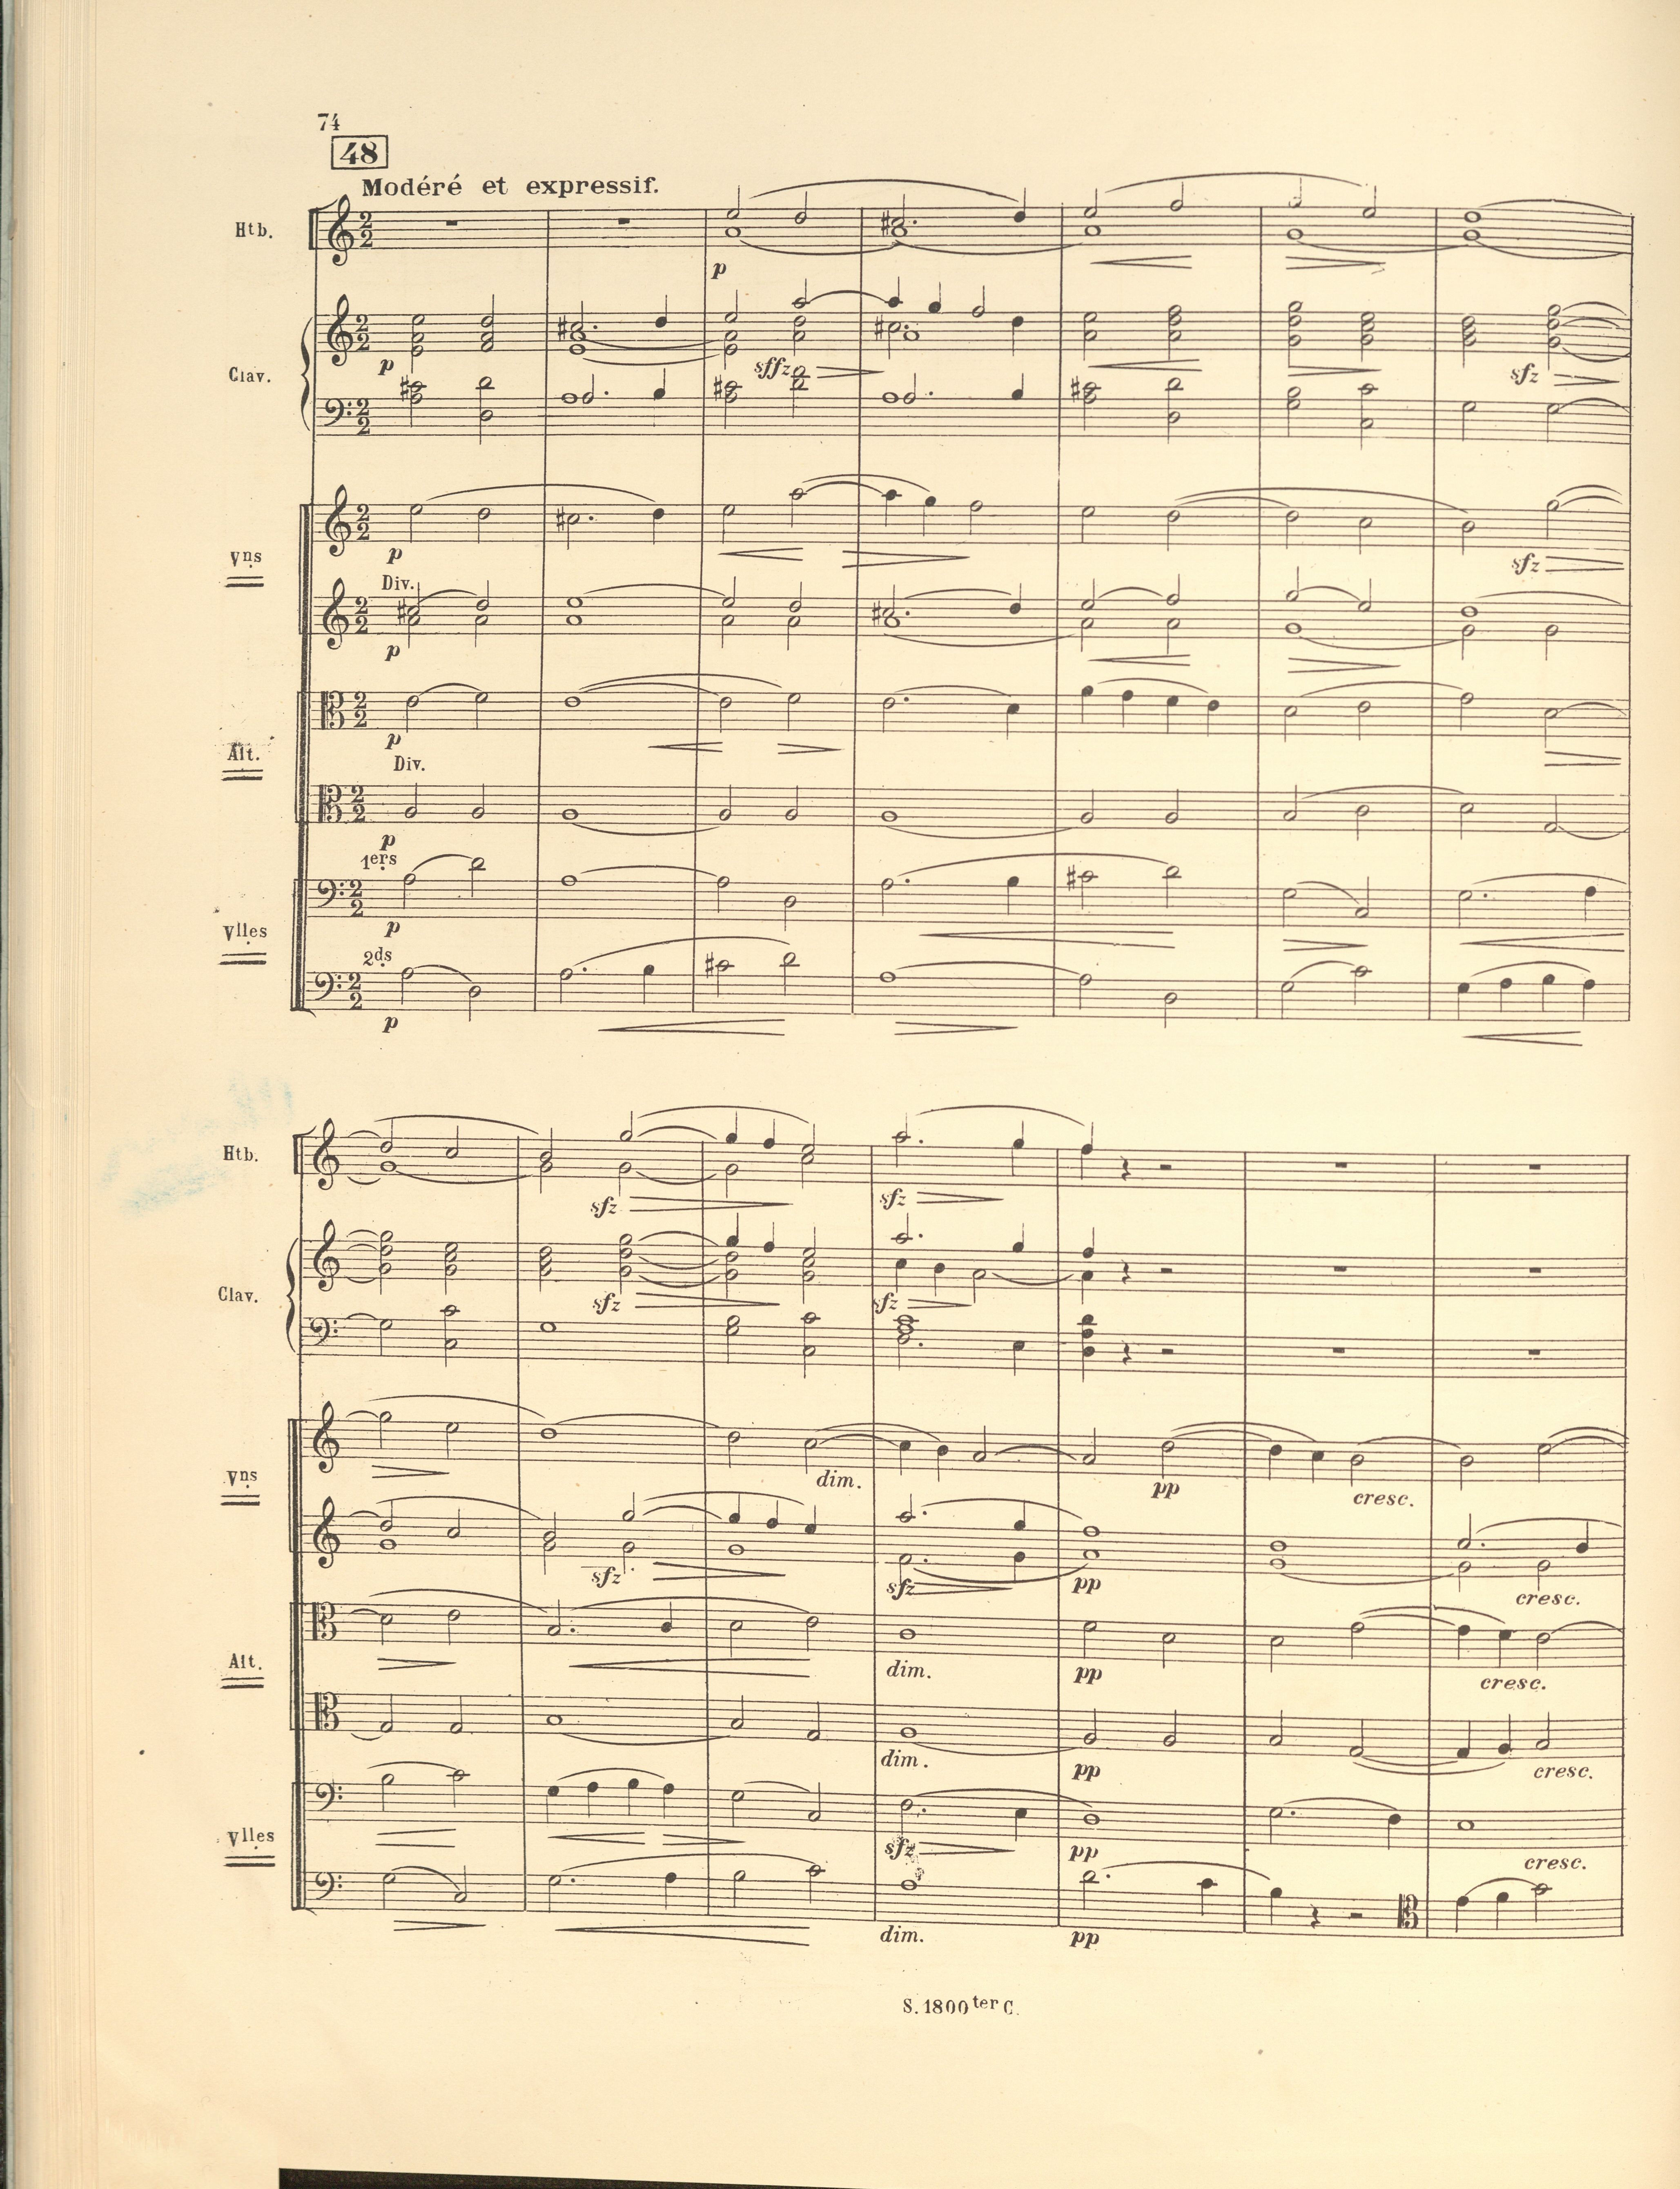 74
48
Modéré et expressif.
Htb.
p
Clav.
p
sffz
sfz
Vns
p
sfz
Div.
p
Alt.
p
Div.
p
1ers
p
Vlles
2ds
p
Htb.
sfz
sfz
Clav.
sfz
sfz
Vns
dim.
pp
cresc.
sfz
sfz
pp
cresc.
Alt.
dim.
pp
cresc.
dim.
pp
cresc.
Vlles
sfz
pp
cresc.
dim.
pp
S. 1800 ter C.